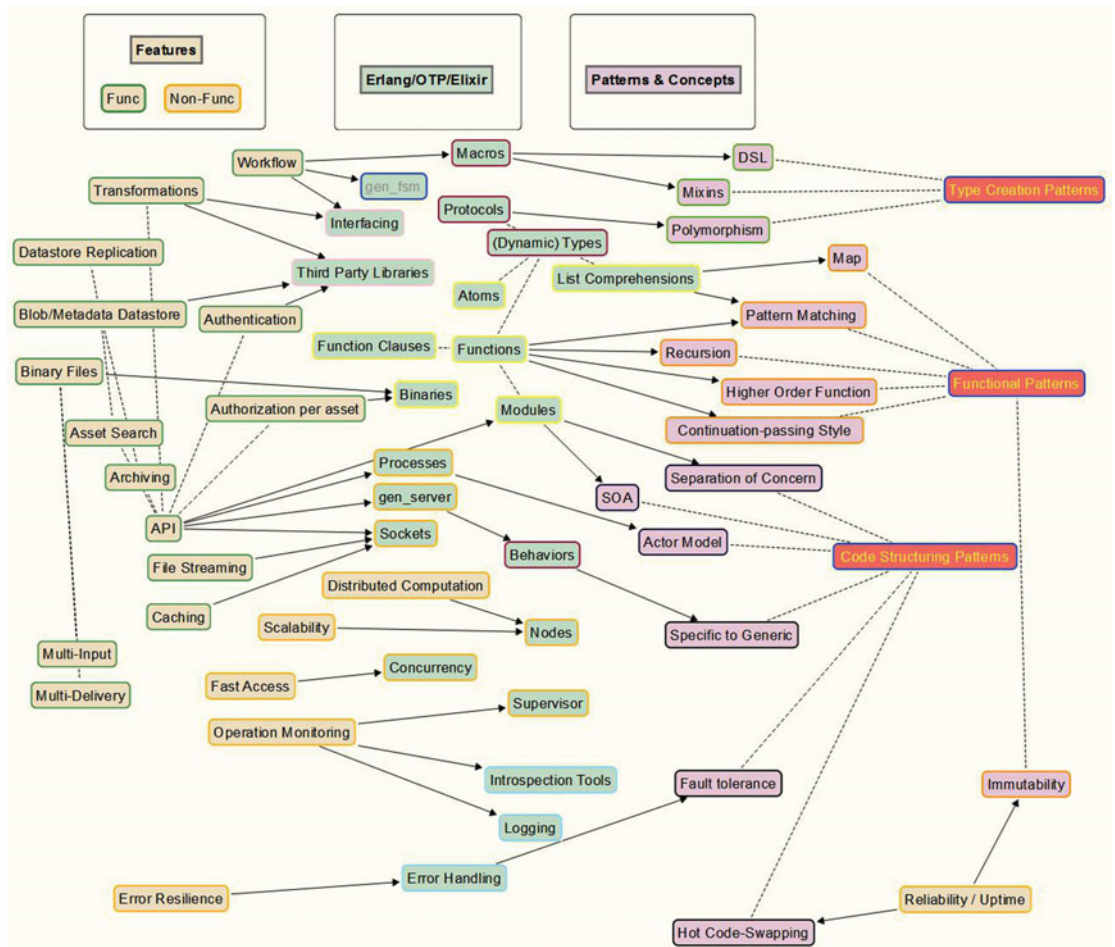 Features
Func
Non-Func
Erlang/OTP/Elixir
Patterns & Concepts
Workflow
Macros
DSL
gen_fsm
Transformations
Mixins
Type Creation Patterns
Protocols
Interfacing
Polymorphism
(Dynamic) Types
Datastore Replication
Map
Third Party Libraries
List Comprehensions
Atoms
Blob/Metadata Datastore
Authentication
Pattern Matching
Function Clauses
Functions
Recursion
Binary Files
Functional Patterns
Binaries
Higher Order Function
Authorization per asset
Modules
Asset Search
Continuation-passing Style
Processes
Archiving
Separation of Concern
gen_server
SOA
API
Sockets
Actor Model
Behaviors
Code Structuring Patterns
File Streaming
Distributed Computation
Caching
Scalability
Nodes
Specific to Generic
Multi-Input
Concurrency
Fast Access
Multi-Delivery
Supervisor
Operation Monitoring
Introspection Tools
Fault tolerance
Immutability
Logging
Error Handling
Error Resilience
Reliability / Uptime
Hot Code-Swapping